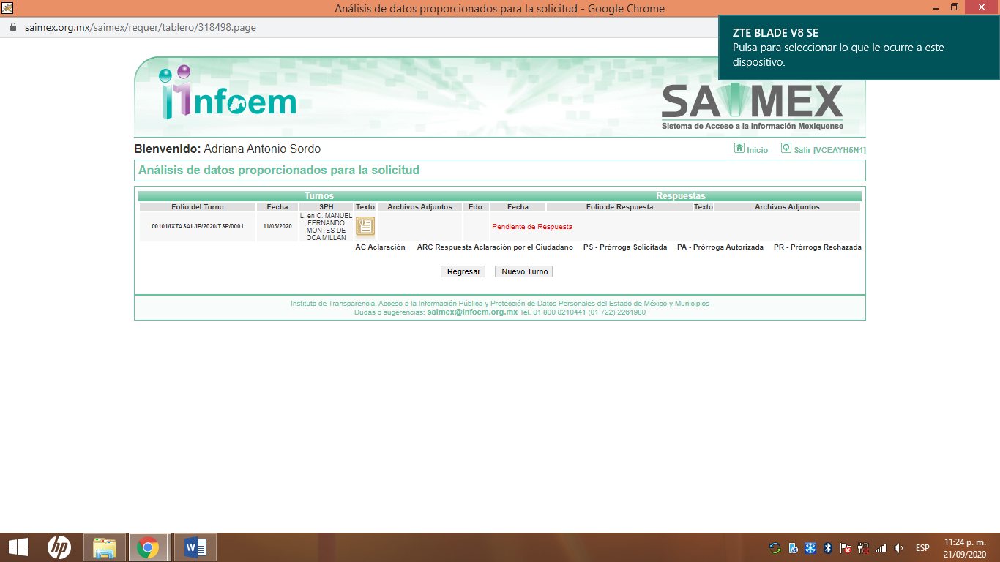 Análisis de datos proporcionados para la solicitud - Google Chrome
saimex.org.mx/saimex/requer/tablero/318498.page
ZTE BLADE V8 SE
Pulsa para seleccionar lo que le ocurre a este
dispositivo.
infoem
SAIMEX
Sistema de Acceso a la Información Mexiquense
Bienvenido: Adriana Antonio Sordo
Inicio Salir [VCEAYH5N1]
Análisis de datos proporcionados para la solicitud
Turnos Respuestas
Folio del Turno Fecha SPH Texto Archivos Adjuntos Edo. Fecha Folio de Respuesta Texto Archivos Adjuntos
00101/IXTASAL/IP/2020/TSP/0001 11/03/2020 L. en C. MANUEL
FERNANDO
MONTES DE
OCA MILLAN
Pendiente de Respuesta
AC Aclaración ARC Respuesta Aclaración por el Ciudadano PS - Prórroga Solicitada PA - Prórroga Autorizada PR - Prórroga Rechazada
Regresar Nuevo Turno
Instituto de Transparencia, Acceso a la Información Pública y Protección de Datos Personales del Estado de México y Municipios
Dudas o sugerencias: saimex@infoem.org.mx Tel. 01 800 8210441 (01 722) 2261980
hp
ESP
11:24 p. m.
21/09/2020